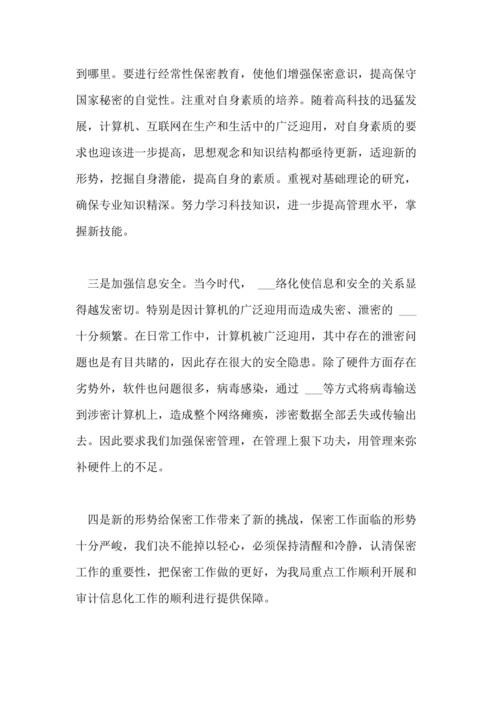 到哪里。要进行经常性保密教育，使他们增强保密意识，提高保守
国家秘密的自觉性。注重对自身素质的培养。随着高科技的迅猛发
展，计算机、互联网在生产和生活中的广泛迎用，对自身素质的要
求也迎该进一步提高，思想观念和知识结构都亟待更新，适迎新的
形势，挖掘自身潜能，提高自身的素质。重视对基础理论的研究，
确保专业知识精深。努力学习科技知识，进一步提高管理水平，掌
握新技能。
三是加强信息安全。当今时代， ___络化使信息和安全的关系显
得越发密切。特别是因计算机的广泛迎用而造成失密、泄密的 ___
十分频繁。在日常工作中，计算机被广泛迎用，其中存在的泄密问
题也是有目共睹的，因此存在很大的安全隐患。除了硬件方面存在
劣势外，软件也问题很多，病毒感染，通过 ___等方式将病毒输送
到涉密计算机上，造成整个网络瘫痪，涉密数据全部丢失或传输出
去。因此要求我们加强保密管理，在管理上狠下功夫，用管理来弥
补硬件上的不足。
四是新的形势给保密工作带来了新的挑战，保密工作面临的形势
十分严峻，我们决不能掉以轻心，必须保持清醒和冷静，认清保密
工作的重要性，把保密工作做的更好，为我局重点工作顺利开展和
审计信息化工作的顺利进行提供保障。